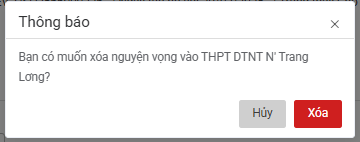 Thông báo
×
Bạn có muốn xóa nguyện vọng vào THPT DTNT N' Trang
Lơng?
Hủy
Xóa